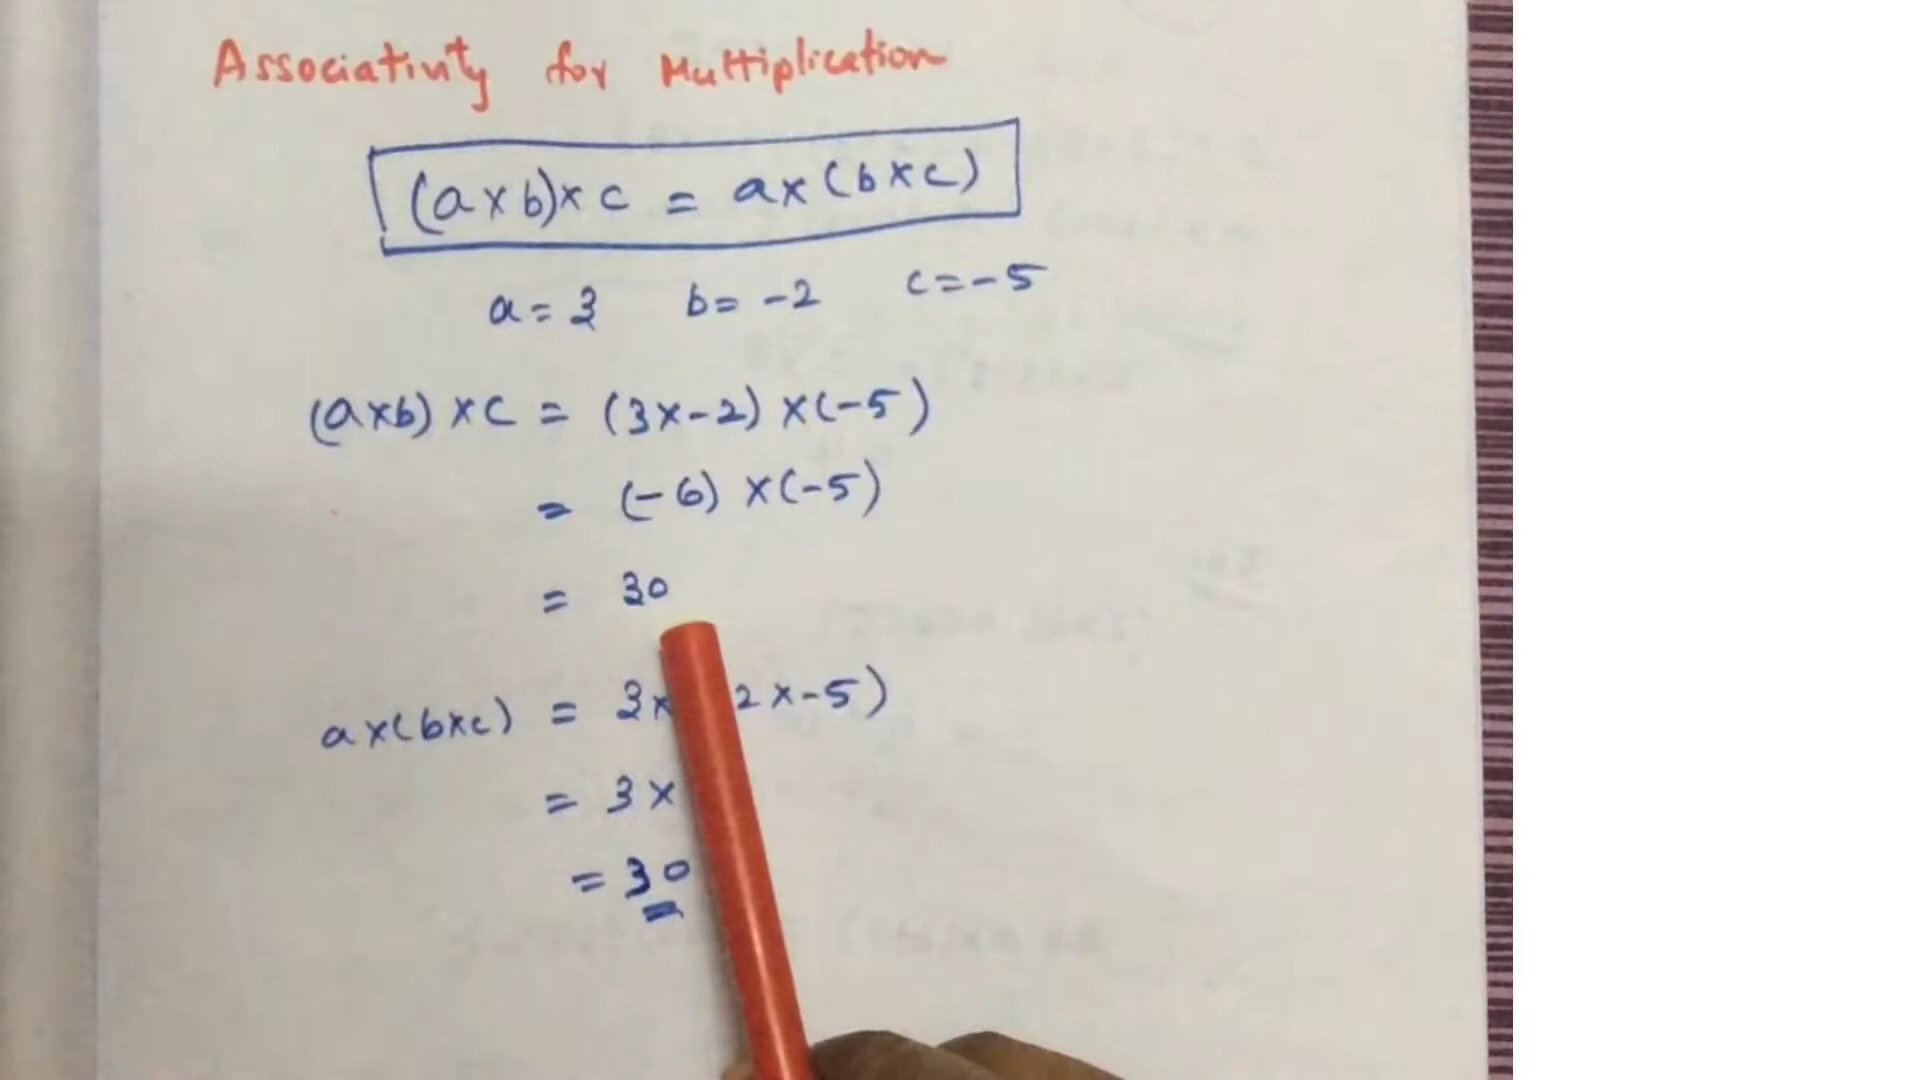 Associativity for Multiplication
(a×b)×c = a×(b×c)
a=3 b=-2 c=-5
(a×b)×c = (3×-2)×(-5)
= (-6)×(-5)
= 30
a×(b×c) = 3× 2×-5)
= 3×
= 30